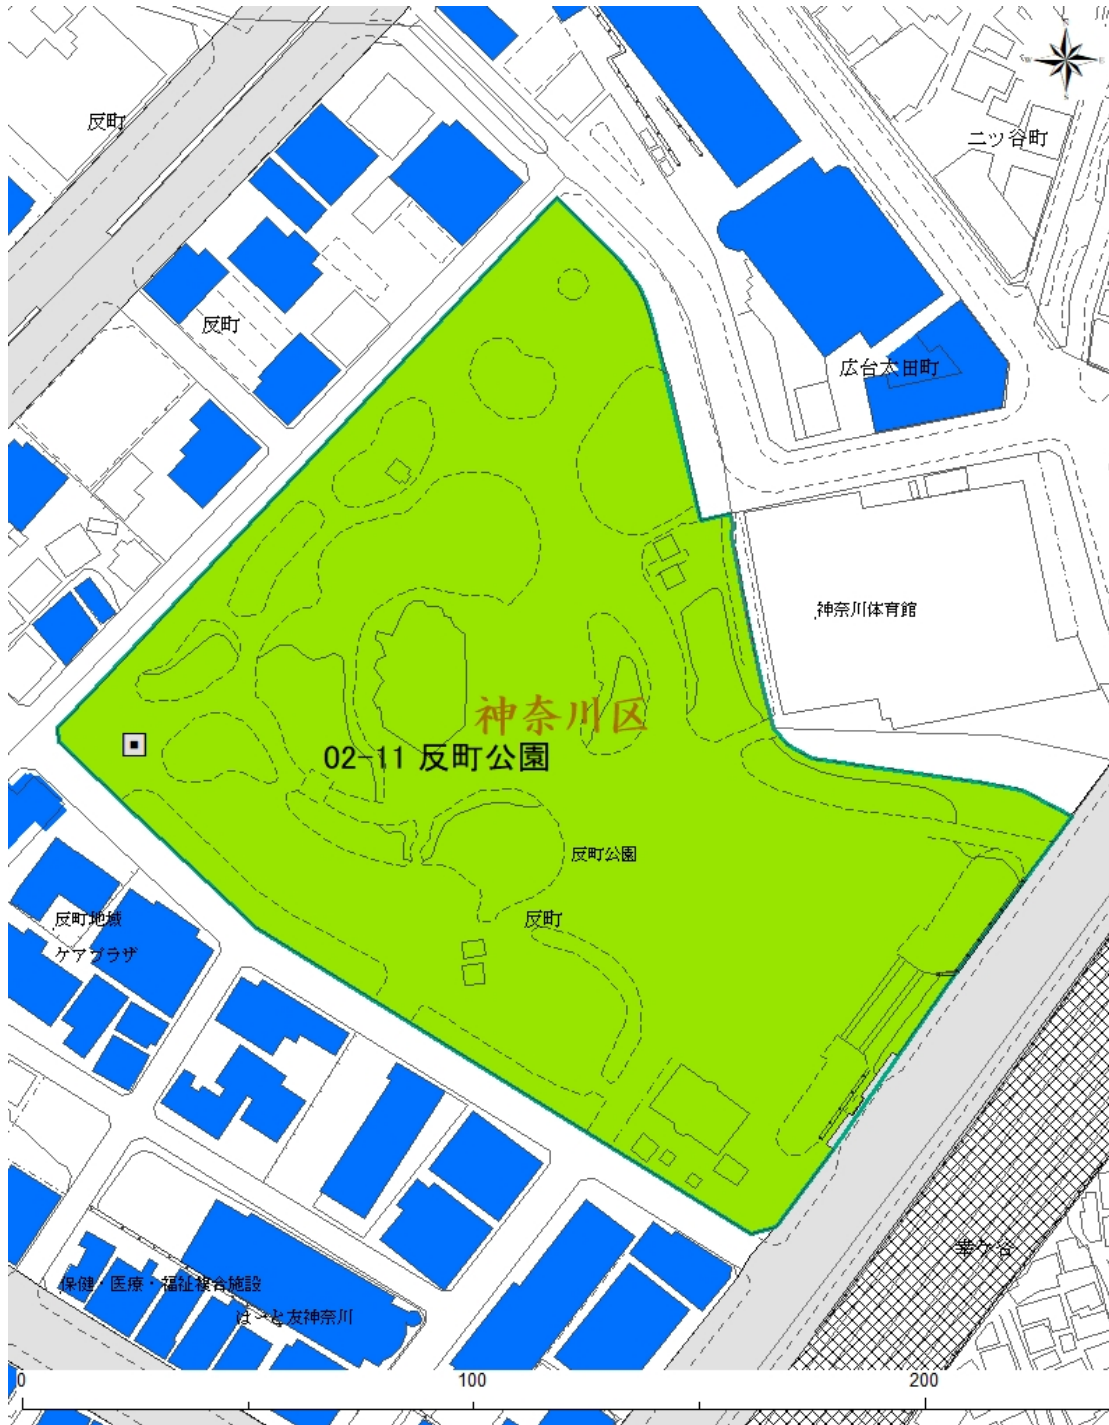 反町
二ツ谷町
反町
広台太田町
神奈川体育館
神奈川区
02-11 反町公園
反町公園
反町
反町地域
ケアプラザ
保健・医療・福祉複合施設
はーと友神奈川
0 100 200